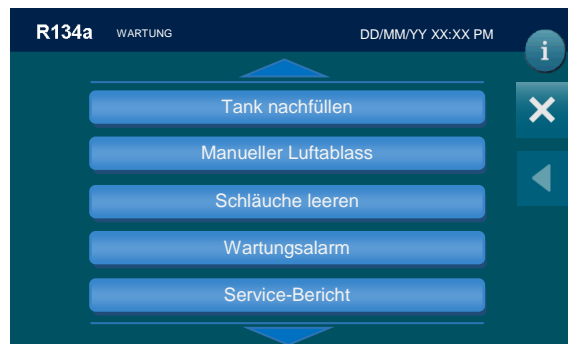 R134a WARTUNG DD/MM/YY XX:XX PM
i
Tank nachfüllen
Manueller Luftablass
Schläuche leeren
Wartungsalarm
Service-Bericht